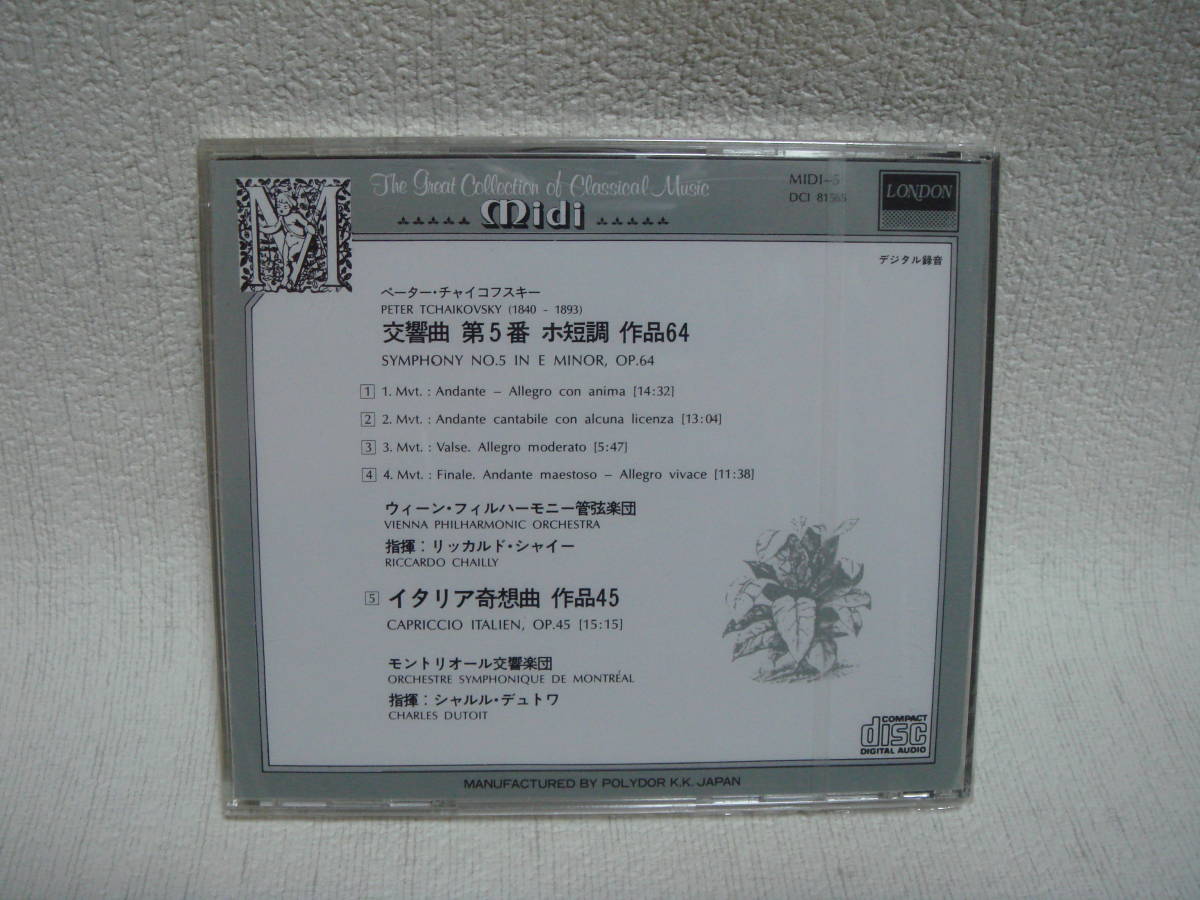 M
The Great Collection of Classical Music
Midi
MIDI-5
DCI 81565
LONDON
デジタル録音
ペーター・チャイコフスキー
PETER TCHAIKOVSKY (1840 - 1893)
交響曲 第5番 ホ短調 作品64
SYMPHONY NO.5 IN E MINOR, OP.64
1 1. Mvt. : Andante – Allegro con anima [14:32]
2 2. Mvt. : Andante cantabile con alcuna licenza [13:04]
3 3. Mvt. : Valse. Allegro moderato [5:47]
4 4. Mvt. : Finale. Andante maestoso – Allegro vivace [11:38]
ウィーン・フィルハーモニー管弦楽団
VIENNA PHILHARMONIC ORCHESTRA
指揮：リッカルド・シャイー
RICCARDO CHAILLY
5 イタリア奇想曲 作品45
CAPRICCIO ITALIEN, OP.45 [15:15]
モントリオール交響楽団
ORCHESTRE SYMPHONIQUE DE MONTRÉAL
指揮：シャルル・デュトワ
CHARLES DUTOIT
COMPACT
disc
DIGITAL AUDIO
MANUFACTURED BY POLYDOR K.K. JAPAN